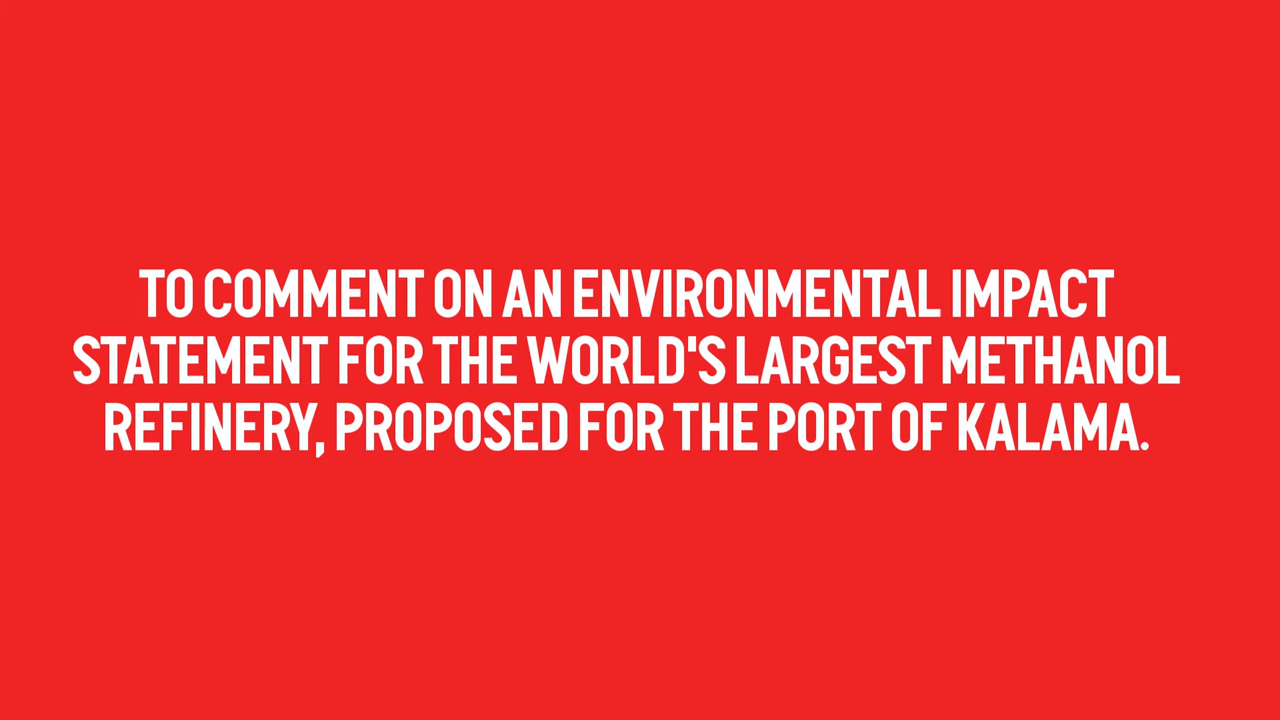 TO COMMENT ON AN ENVIRONMENTAL IMPACT
STATEMENT FOR THE WORLD'S LARGEST METHANOL
REFINERY, PROPOSED FOR THE PORT OF KALAMA.